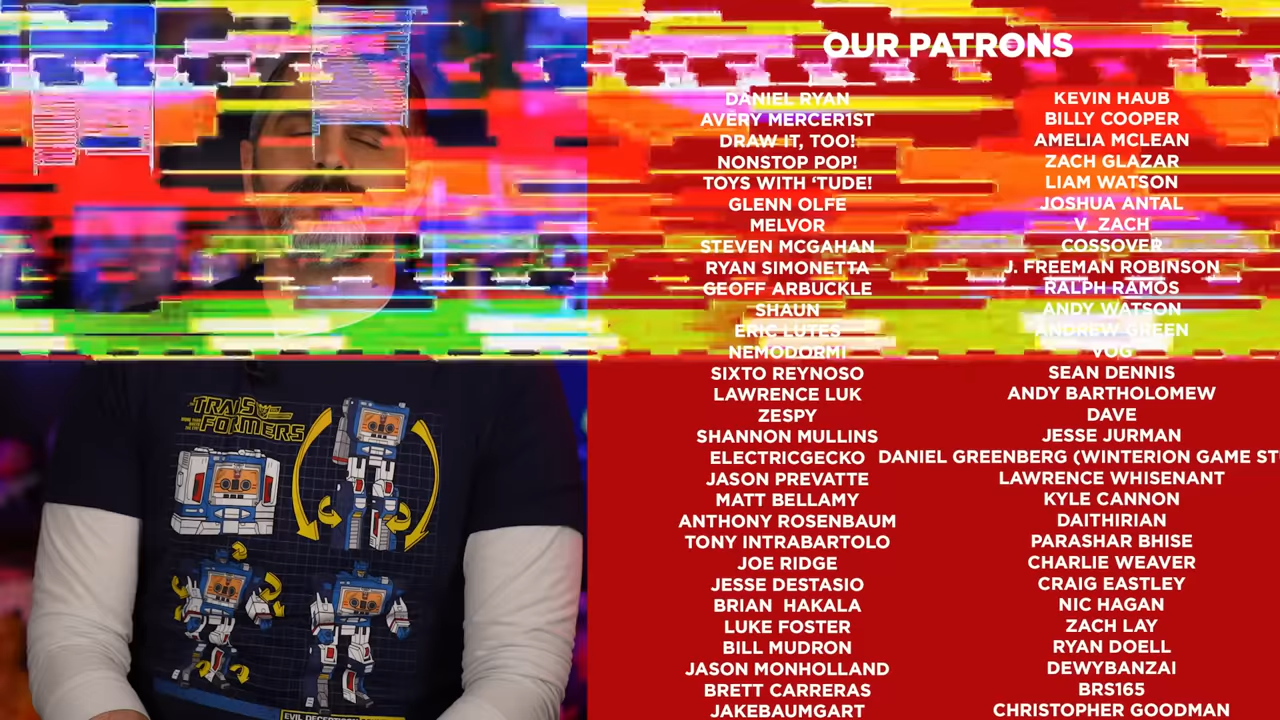 OUR PATRONS
DANIEL RYAN
AVERY MERCER1ST
DRAW IT, TOO!
NONSTOP POP!
TOYS WITH ‘TUDE!
GLENN OLFE
MELVOR
STEVEN MCGAHAN
RYAN SIMONETTA
GEOFF ARBUCKLE
SHAUN
ERIC LUTES
NEMODORMI
SIXTO REYNOSO
LAWRENCE LUK
ZESPY
SHANNON MULLINS
ELECTRICGECKO
JASON PREVATTE
MATT BELLAMY
ANTHONY ROSENBAUM
TONY INTRABARTOLO
JOE RIDGE
JESSE DESTASIO
BRIAN HAKALA
LUKE FOSTER
BILL MUDRON
JASON MONHOLLAND
BRETT CARRERAS
JAKEBAUMGART
KEVIN HAUB
BILLY COOPER
AMELIA MCLEAN
ZACH GLAZAR
LIAM WATSON
JOSHUA ANTAL
V_ZACH
COSSOVER
J. FREEMAN ROBINSON
RALPH RAMOS
ANDY WATSON
ANDREW GREEN
VOG
SEAN DENNIS
ANDY BARTHOLOMEW
DAVE
JESSE JURMAN
DANIEL GREENBERG (WINTERION GAME ST
LAWRENCE WHISENANT
KYLE CANNON
DAITHIRIAN
PARASHAR BHISE
CHARLIE WEAVER
CRAIG EASTLEY
NIC HAGAN
ZACH LAY
RYAN DOELL
DEWYBANZAI
BRS165
CHRISTOPHER GOODMAN
TRANS
FORMERS
EVIL